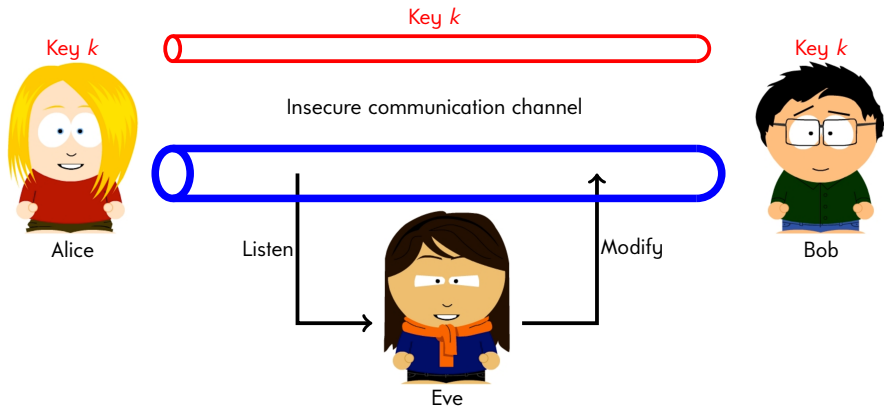 Key k
Key k
Key k
Insecure communication channel
Alice
Listen
Modify
Bob
Eve